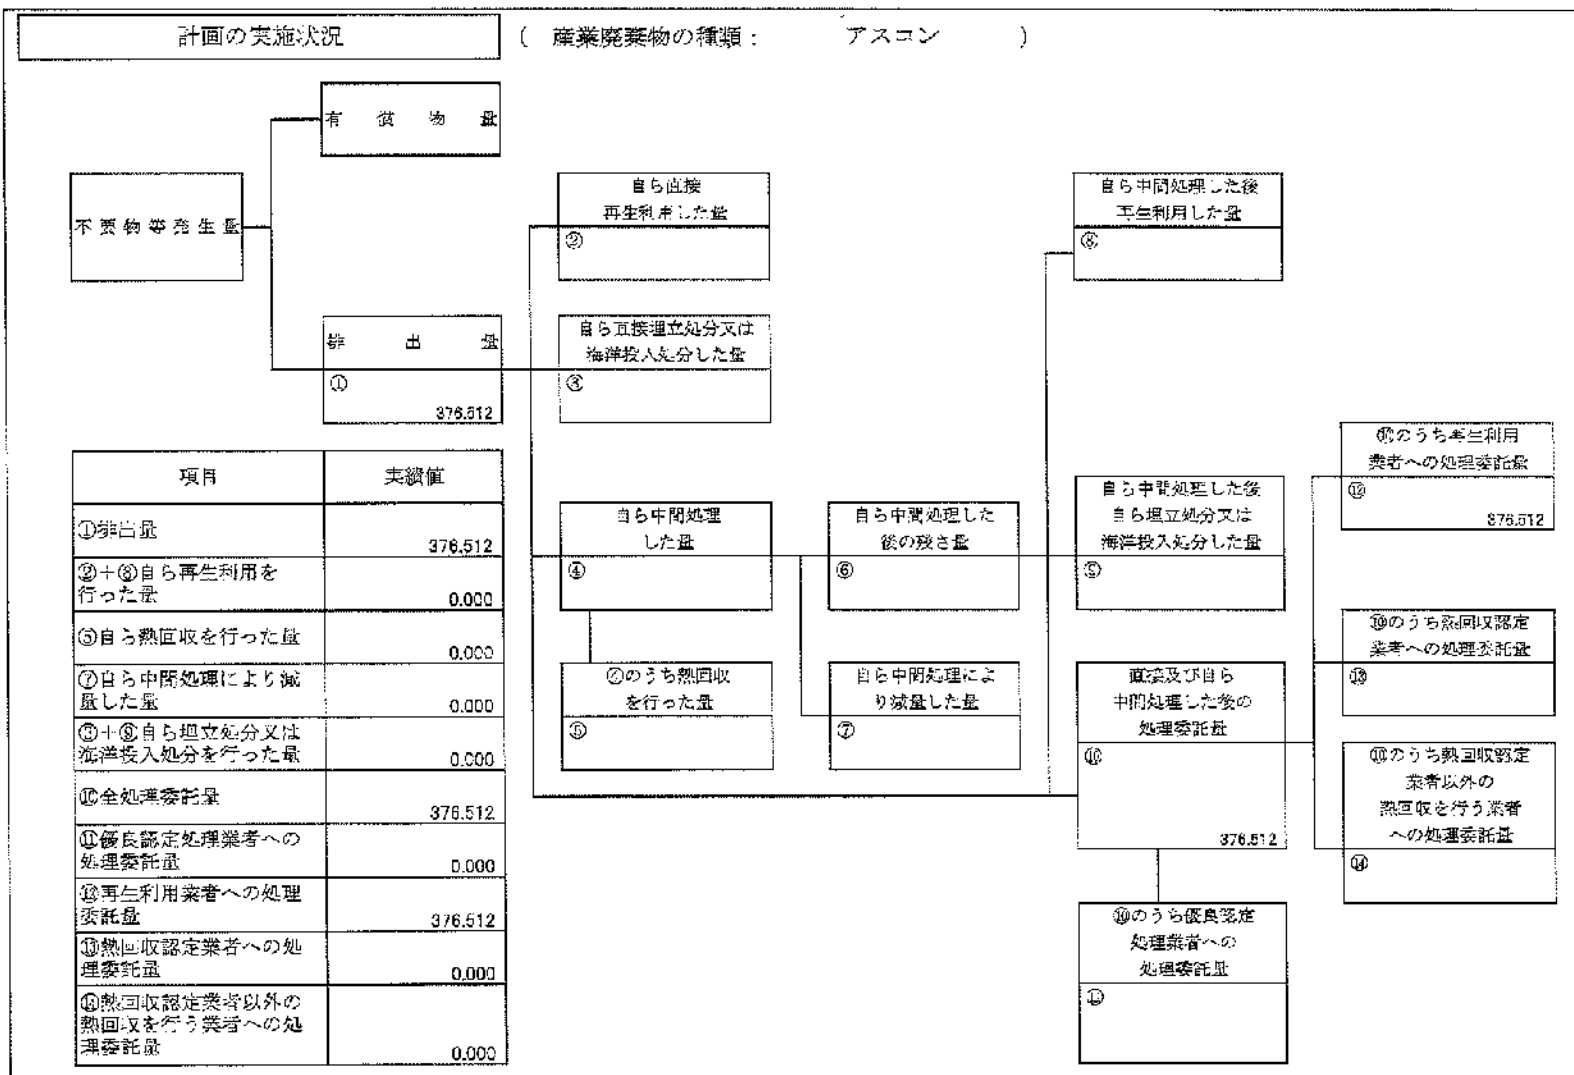 計画の実施状況
( 産業廃棄物の種類： アスコン )
有償物量
不要物等発生量
自ら直接
再生利用した量
②
自ら中間処理した後
再生利用した量
⑧
排出量
①
376.512
自ら直接埋立処分又は
海洋投入処分した量
③
項目 実績値
①排出量 376.512
②＋⑧自ら再生利用を
行った量 0.000
⑤自ら熱回収を行った量 0.000
⑦自ら中間処理により減
量した量 0.000
③＋⑨自ら埋立処分又は
海洋投入処分を行った量 0.000
⑩全処理委託量 376.512
⑪優良認定処理業者への
処理委託量 0.000
⑫再生利用業者への処理
委託量 376.512
⑬熱回収認定業者への処
理委託量 0.000
⑭熱回収認定業者以外の
熱回収を行う業者への処
理委託量 0.000
自ら中間処理
した量
④
自ら中間処理した
後の残さ量
⑥
自ら中間処理した後
自ら埋立処分又は
海洋投入処分した量
⑨
④のうち熱回収
を行った量
⑤
自ら中間処理によ
り減量した量
⑦
直接及び自ら
中間処理した後の
処理委託量
⑩
376.512
⑩のうち再生利用
業者への処理委託量
⑫
376.512
⑩のうち熱回収認定
業者への処理委託量
⑬
⑩のうち熱回収認定
業者以外の
熱回収を行う業者
への処理委託量
⑭
⑩のうち優良認定
処理業者への
処理委託量
⑪